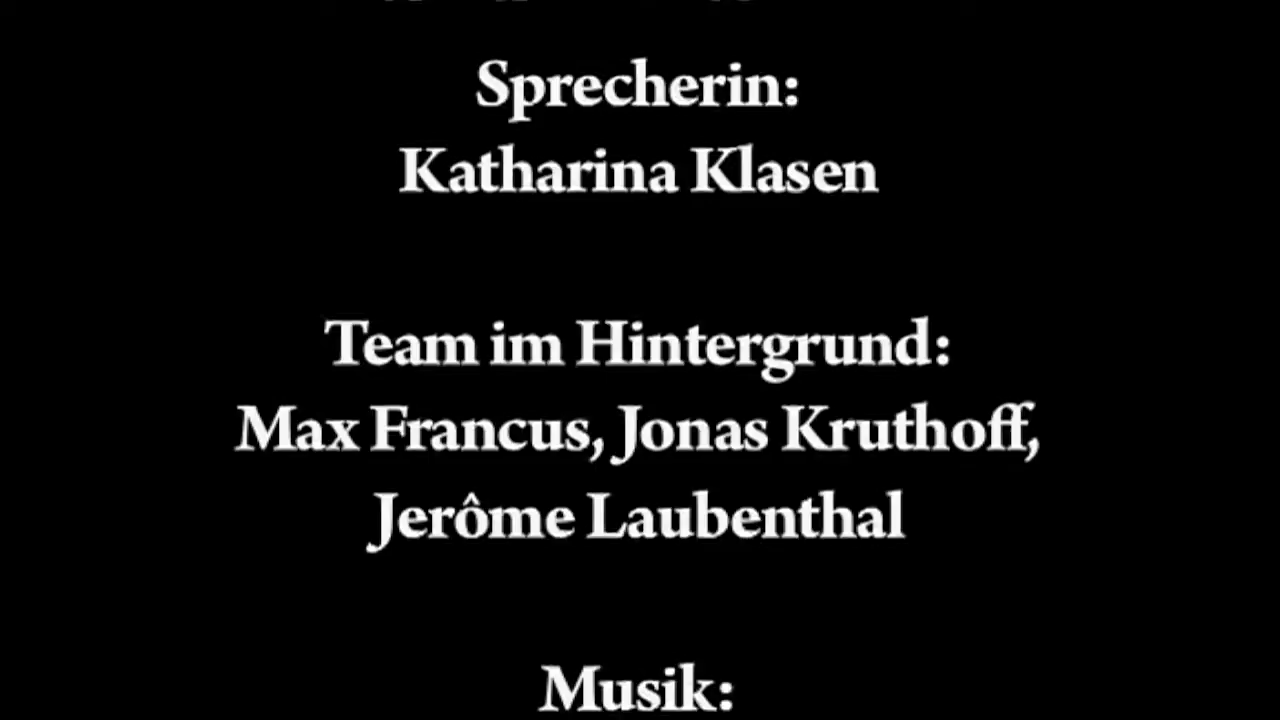 Sprecherin:
Katharina Klasen
Team im Hintergrund:
Max Francus, Jonas Kruthoff,
Jerôme Laubenthal
Musik: